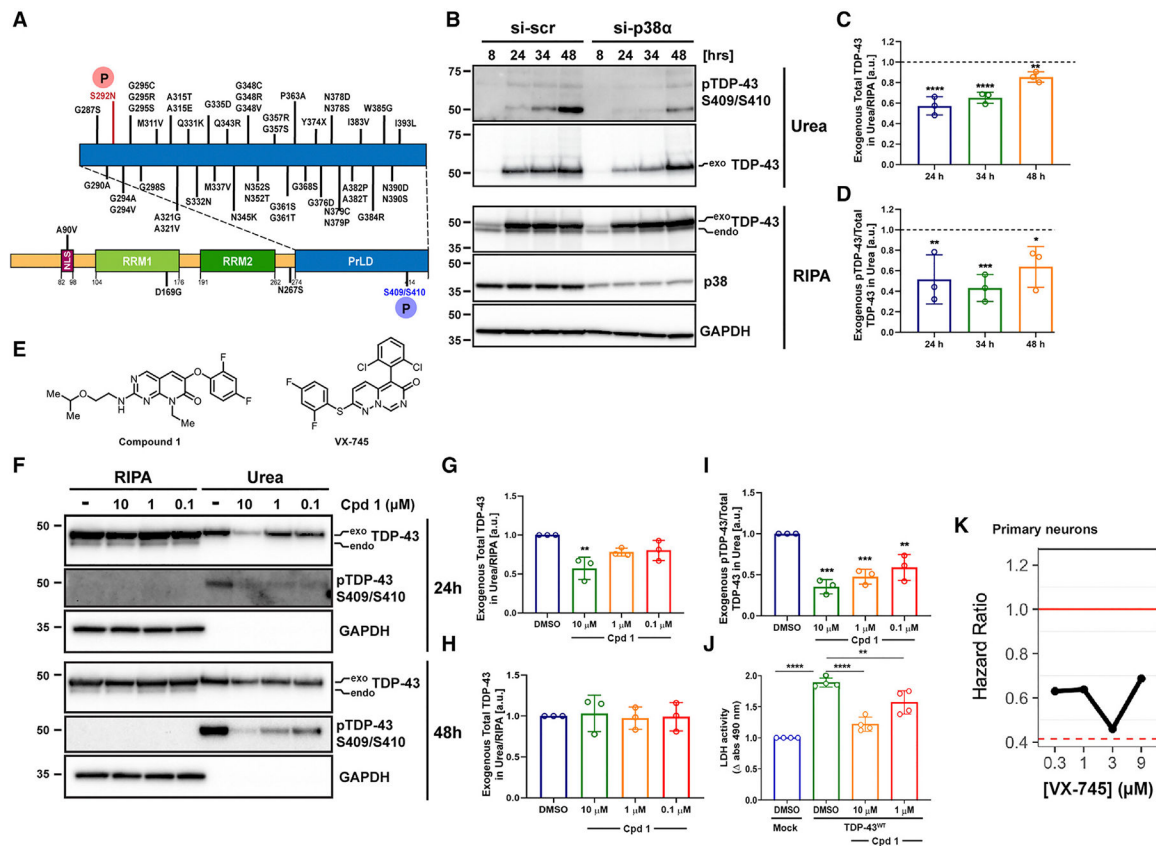 A
P
S292N
G287S
G295C
G295R
G295S
M311V
A315T
A315E
Q331K
G335D
Q343R
G348C
G348R
G348V
G357R
G357S
P363A
Y374X
N378D
N378S
I383V
W385G
I393L
G290A
G294A
G294V
G298S
A321G
A321V
S332N
M337V
N345K
N352S
N352T
G361S
G361T
G368S
G376D
N379C
N379P
A382P
A382T
G384R
N390D
N390S
A90V
NLS
RRM1
RRM2
PrLD
82 98 104 176 191 262 274 414
D169G
N267S
S409/S410
P
B
si-scr si-p38α
8 24 34 48 8 24 34 48 [hrs]
75
50
pTDP-43
S409/S410
75
50
exo TDP-43
Urea
50
35
exo TDP-43
endo
50
35
p38
50
35
GAPDH
RIPA
C
Exogenous Total TDP-43
in Urea/RIPA [a.u.]
1.2
1.0
0.8
0.6
0.4
0.2
0.0
**** **** **
24 h 34 h 48 h
D
Exogenous pTDP-43/Total
TDP-43 in Urea [a.u.]
1.2
1.0
0.8
0.6
0.4
0.2
0.0
** *** *
24 h 34 h 48 h
E
Me
Me
O
N
H
N
N
N
O
Me
O
F
F
Compound 1
F
F
S
N
N
N
O
Cl
Cl
VX-745
F
RIPA Urea
- 10 1 0.1 - 10 1 0.1 Cpd 1 (μM)
50
exo TDP-43
endo
50
pTDP-43
S409/S410
35
GAPDH
24h
50
exo TDP-43
endo
50
pTDP-43
S409/S410
35
GAPDH
48h
G
Exogenous Total TDP-43
in Urea/RIPA [a.u.]
1.5
1.0
0.5
0.0
**
DMSO 10 μM 1 μM 0.1 μM
Cpd 1
H
Exogenous Total TDP-43
in Urea/RIPA [a.u.]
1.5
1.0
0.5
0.0
DMSO 10 μM 1 μM 0.1 μM
Cpd 1
I
Exogenous pTDP-43/Total
TDP-43 in Urea [a.u.]
1.5
1.0
0.5
0.0
*** *** **
DMSO 10 μM 1 μM 0.1 μM
Cpd 1
J
LDH activity
(Δ abs 490 nm)
2.0
1.5
1.0
0.5
0.0
**
**** ****
DMSO DMSO 10 μM 1 μM
Cpd 1
Mock TDP-43WT
K
Primary neurons
Hazard Ratio
1.2
1.0
0.8
0.6
0.4
0.3 1 3 9
[VX-745] (μM)